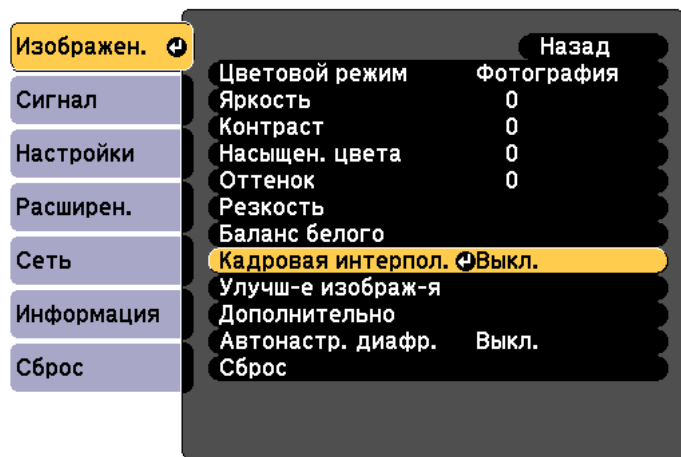 Изображен.
Сигнал
Настройки
Расширен.
Сеть
Информация
Сброс
Назад
Цветовой режим Фотография
Яркость 0
Контраст 0
Насыщен. цвета 0
Оттенок 0
Резкость
Баланс белого
Кадровая интерпол. Выкл.
Улучш-е изображ-я
Дополнительно
Автонастр. диафр. Выкл.
Сброс